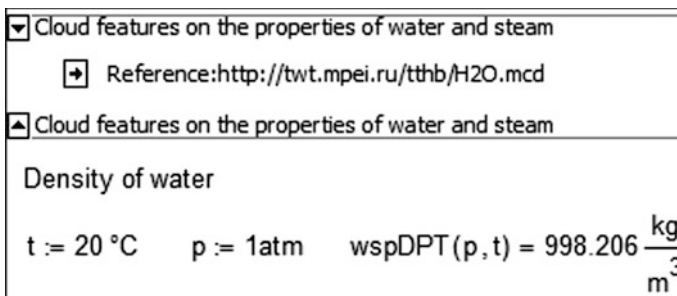 Cloud features on the properties of water and steam
Reference:http://twt.mpei.ru/tthb/H2O.mcd
Cloud features on the properties of water and steam
Density of water
t := 20 °C p := 1atm wspDPT(p,t) = 998.206 kg/m³